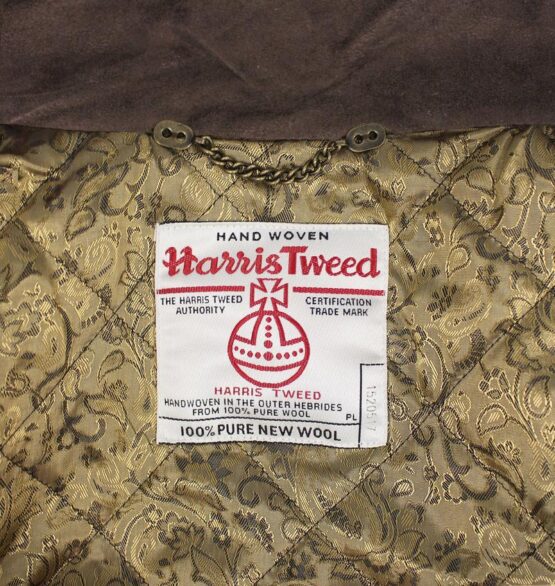 HAND WOVEN
Harris Tweed
THE HARRIS TWEED AUTHORITY
CERTIFICATION TRADE MARK
HARRIS TWEED
HANDWOVEN IN THE OUTER HEBRIDES
FROM 100% PURE WOOL
PL
100% PURE NEW WOOL